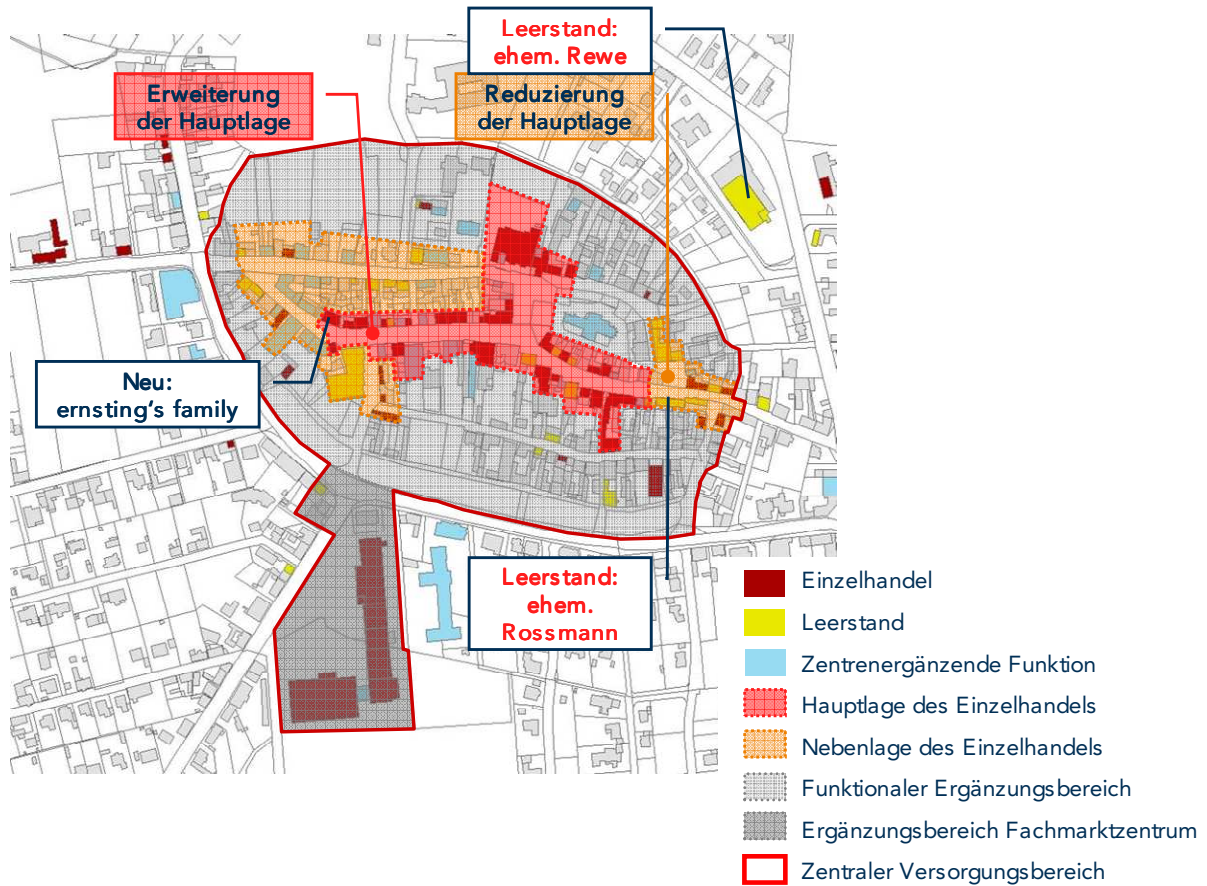 Leerstand:
ehem. Rewe
Erweiterung
der Hauptlage
Reduzierung
der Hauptlage
Neu:
ernsting‘s family
Leerstand:
ehem.
Rossmann
Einzelhandel
Leerstand
Zentrenergänzende Funktion
Hauptlage des Einzelhandels
Nebenlage des Einzelhandels
Funktionaler Ergänzungsbereich
Ergänzungsbereich Fachmarktzentrum
Zentraler Versorgungsbereich